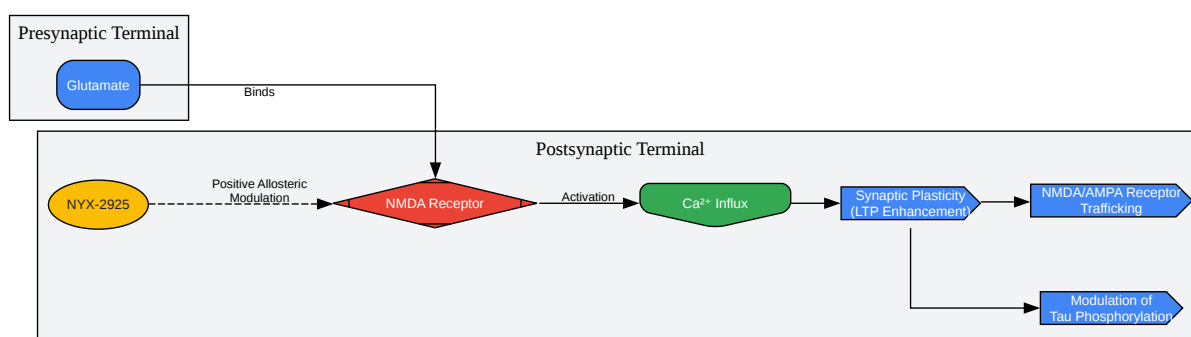 Presynaptic Terminal
Glutamate
Binds
Postsynaptic Terminal
NYX-2925
Positive Allosteric
Modulation
NMDA Receptor
Activation
Ca²⁺ Influx
Synaptic Plasticity
(LTP Enhancement)
NMDA/AMPA Receptor
Trafficking
Modulation of
Tau Phosphorylation